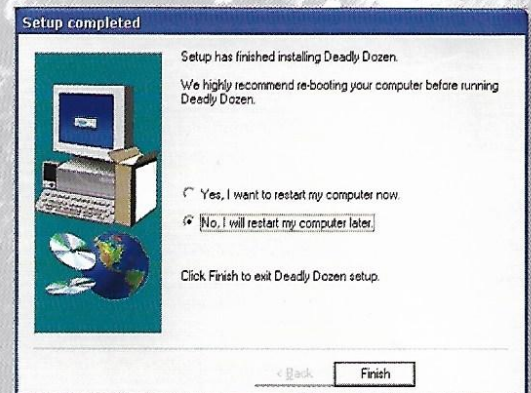 Setup completed
Setup has finished installing Deadly Dozen.
We highly recommend re-booting your computer before running
Deadly Dozen.
Yes, I want to restart my computer now.
No, I will restart my computer later.
Click Finish to exit Deadly Dozen setup.
< Back
Finish